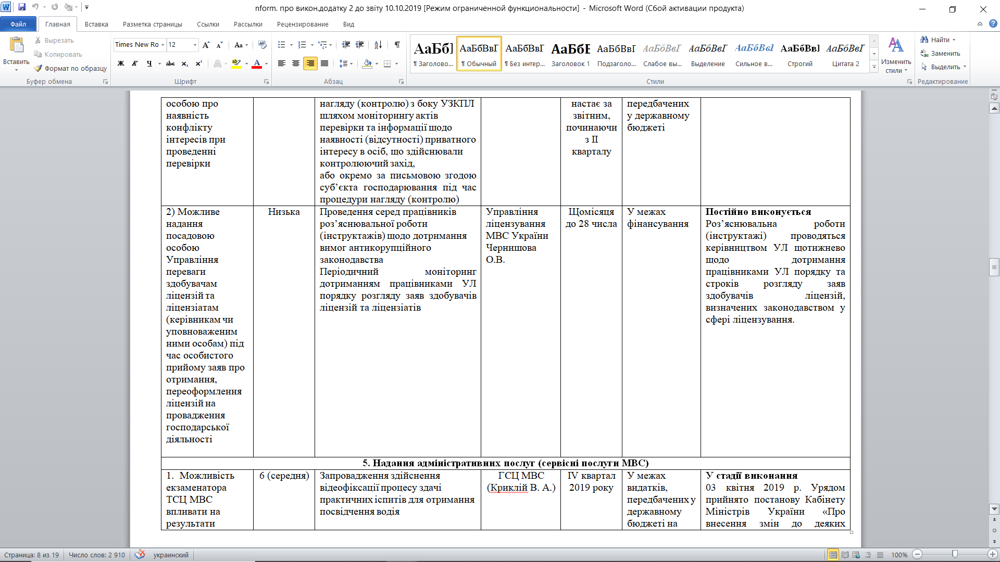 nform. про викон.додатку 2 до звіту 10.10.2019 [Режим ограниченной функциональности] - Microsoft Word (Сбой активации продукта)
Файл
Главная
Вставка
Разметка страницы
Ссылки
Рассылки
Рецензирование
Вид
Вставить
Вырезать
Копировать
Формат по образцу
Буфер обмена
Times New Ro
12
Шрифт
Абзац
АаБбІ
¶ Заголово...
АаБбВвГ
¶ Обычный
АаБбВвГ
¶ Без интер...
АаБбВ
Заголовок 1
АаБбВвГ
Подзаголо...
АаБбВвГ
Слабое вы...
АаБбВвГ
Выделение
АаБбВвІ
Сильное в...
АаБбВвІ
Строгий
АаБбВвГ
Цитата 2
Стили
Изменить
стили
Найти
Заменить
Выделить
Редактирование
особою про
наявність
конфлікту
інтересів при
проведенні
перевірки
нагляду (контролю) з боку УЗКПЛ
шляхом моніторингу актів
перевірки та інформації щодо
наявності (відсутності) приватного
інтересу в осіб, що здійснювали
контролюючий захід,
або окремо за письмовою згодою
суб’єкта господарювання під час
процедури нагляду (контролю)
настає за
звітним,
починаючи
з ІІ
кварталу
передбачених
у державному
бюджеті
2) Можливе
надання
посадовою
особою
Управління
переваги
здобувачам
ліцензій та
ліцензіатам
(керівникам чи
уповноваженим
ними особам) під
час особистого
прийому заяв про
отримання,
переоформлення
ліцензій на
провадження
господарської
діяльності
Низька
Проведення серед працівників
роз’яснювальної роботи
(інструктажів) щодо дотримання
вимог антикорупційного
законодавства
Періодичний моніторинг
дотриманням працівниками УЛ
порядку розгляду заяв здобувачів
ліцензій та ліцензіатів
Управління
ліцензування
МВС України
Чернишова
О.В.
Щомісяця
до 28 числа
У межах
фінансування
Постійно виконується
Роз’яснювальна роботи
(інструктажі) проводяться
керівництвом УЛ щотижнево
щодо дотримання
працівниками УЛ порядку та
строків розгляду заяв
здобувачів ліцензій,
визначених законодавством у
сфері ліцензування.
5. Надання адміністративних послуг (сервісні послуги МВС)
1. Можливість
екзаменатора
ТСЦ МВС
впливати на
результати
6 (середня)
Запровадження здійснення
відеофіксації процесу здачі
практичних іспитів для отримання
посвідчення водія
ГСЦ МВС
(Криклій В. А.)
IV квартал
2019 року
У межах
видатків,
передбачених у
державному
бюджеті на
У стадії виконання
03 квітня 2019 р. Урядом
прийнято постанову Кабінету
Міністрів України «Про
внесення змін до деяких
Страница: 8 из 19
Число слов: 2 910
украинский
100%